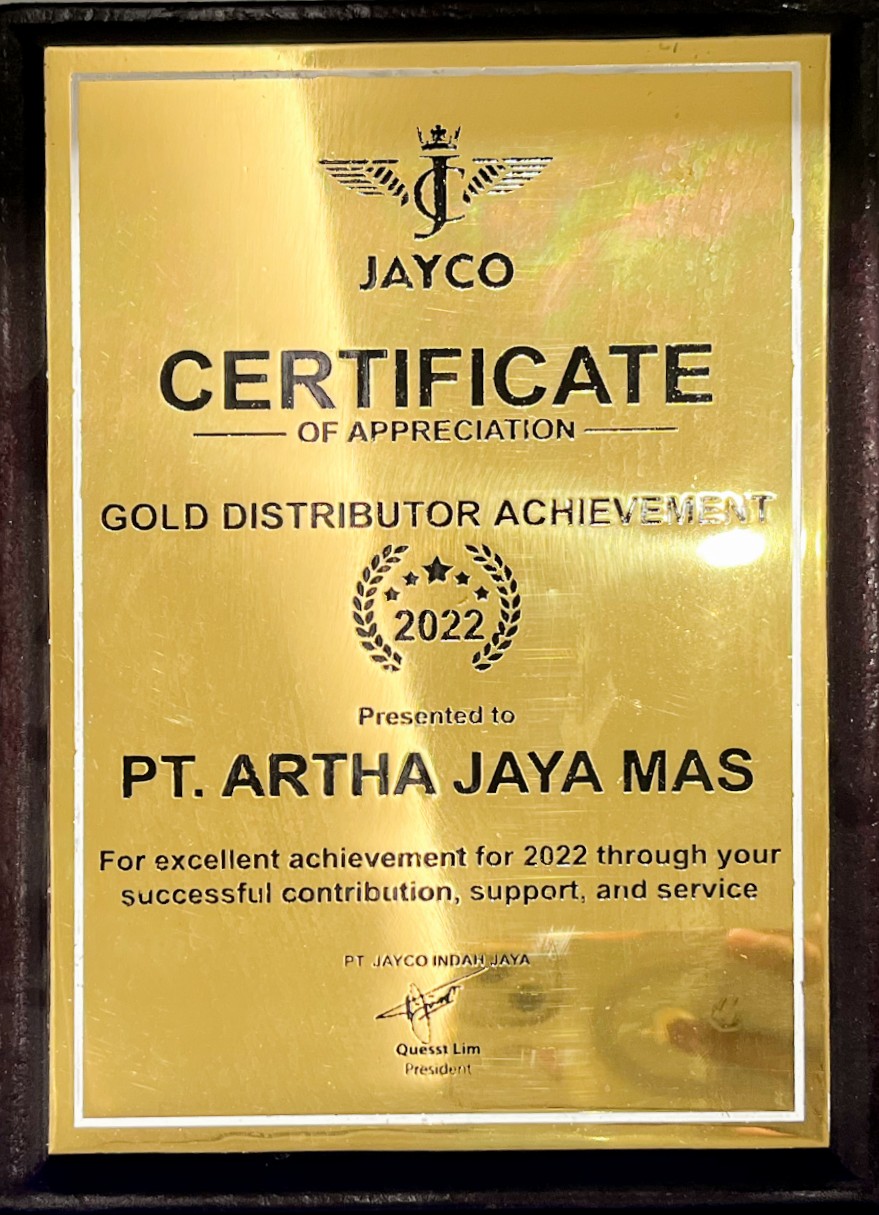 JC
JAYCO
CERTIFICATE
OF APPRECIATION
GOLD DISTRIBUTOR ACHIEVEMENT
2022
Presented to
PT. ARTHA JAYA MAS
For excellent achievement for 2022 through your
successful contribution, support, and service
PT JAYCO INDAH JAYA
Quesst Lim
President